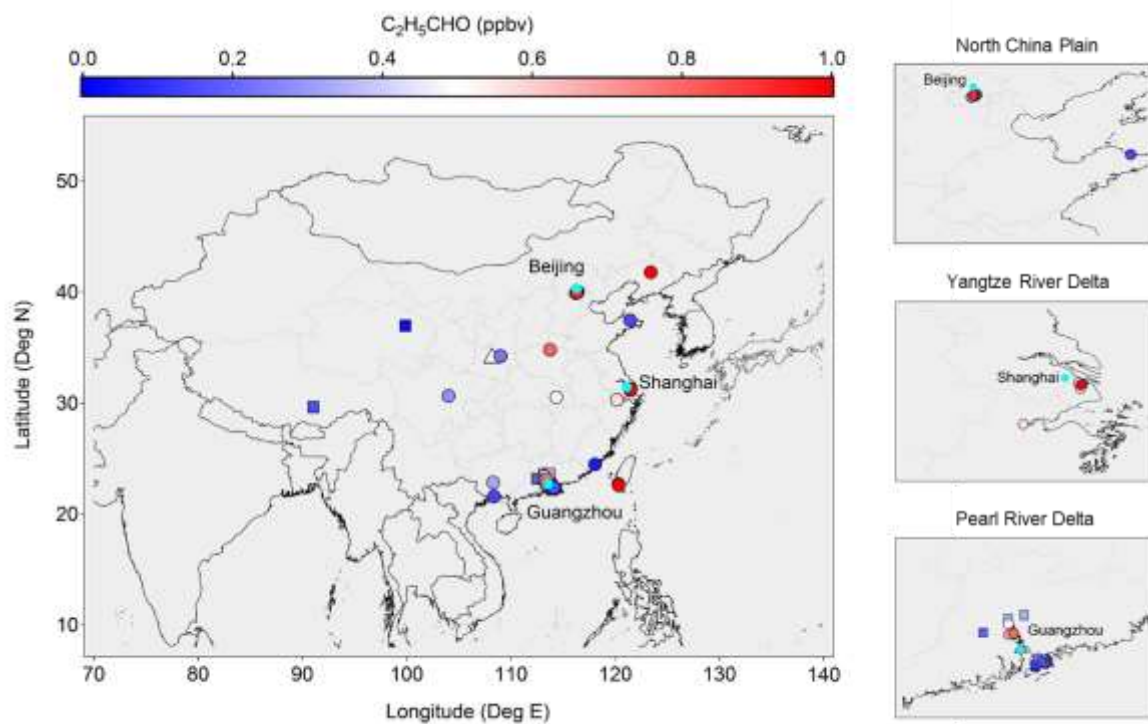 C₂H₅CHO (ppbv)
0.0 0.2 0.4 0.6 0.8 1.0
50
40
30
20
10
Latitude (Deg N)
Beijing
Shanghai
Guangzhou
70 80 90 100 110 120 130 140
Longitude (Deg E)
North China Plain
Beijing
Yangtze River Delta
Shanghai
Pearl River Delta
Guangzhou